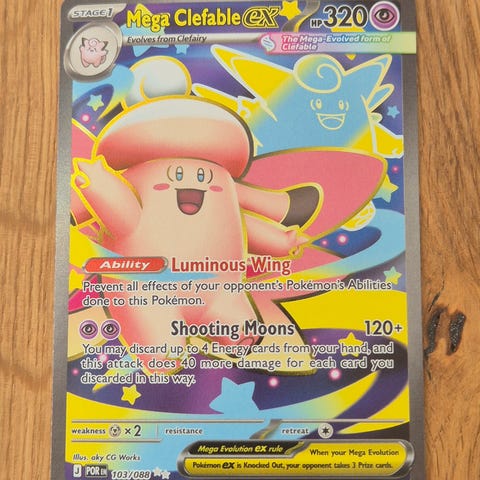 STAGE 1 Mega Clefable ex HP 320
Evolves from Clefairy The Mega-Evolved form of
Clefable
Ability Luminous Wing
Prevent all effects of your opponent's Pokémon's Abilities
done to this Pokémon.
Shooting Moons 120+
You may discard up to 4 Energy cards from your hand, and
this attack does 40 more damage for each card you
discarded in this way.
weakness ×2 resistance retreat
Mega Evolution ex rule When your Mega Evolution
Pokémon ex is Knocked Out, your opponent takes 3 Prize cards.
Illus. aky CG Works
J POR EN 103/088